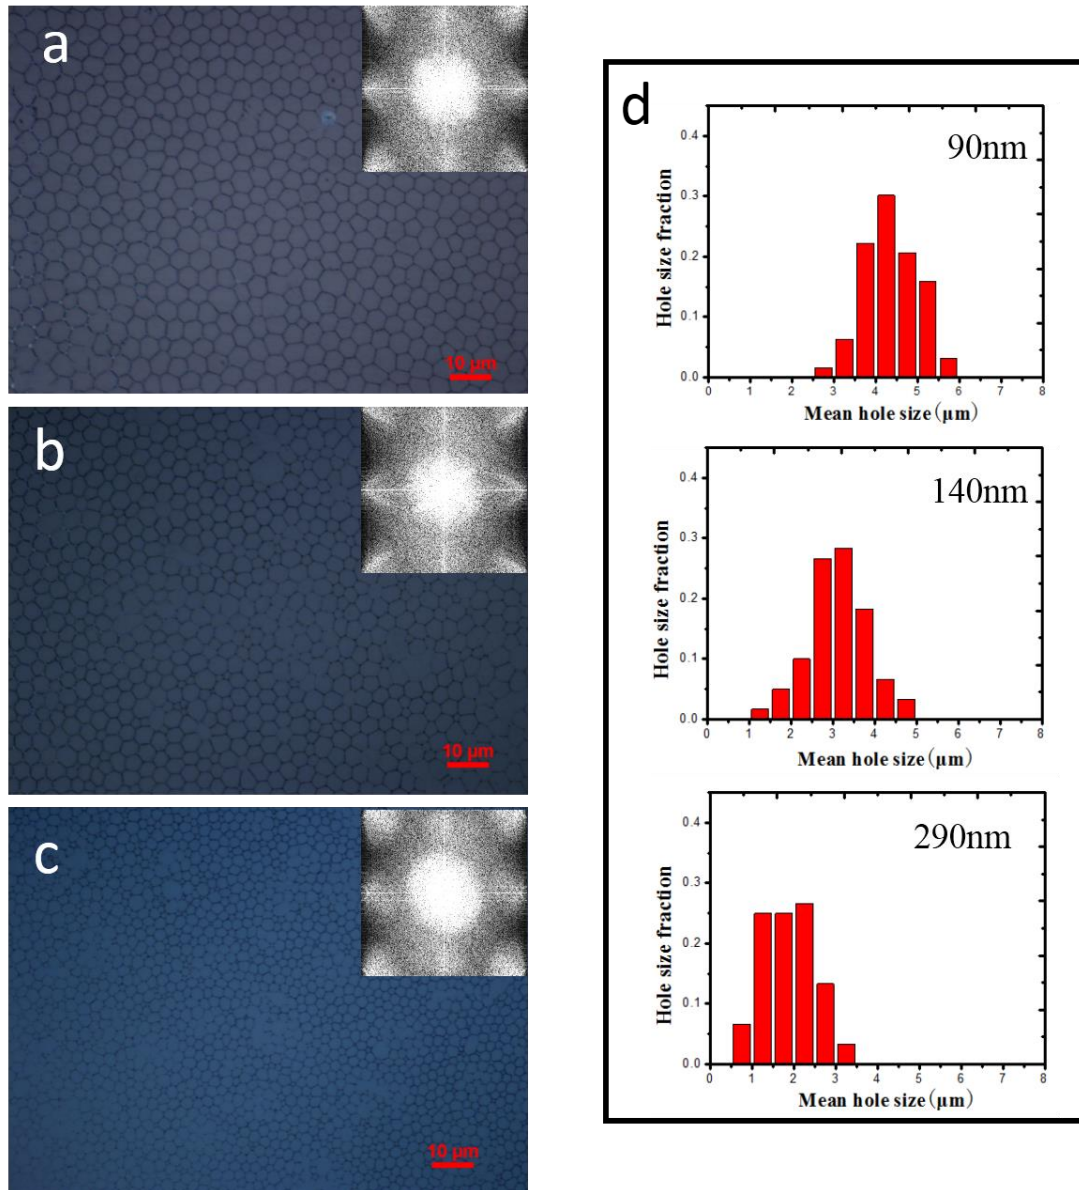 a
10 µm
b
10 µm
c
10 µm
d
90nm
Hole size fraction
0.4
0.3
0.2
0.1
0.0
0 1 2 3 4 5 6 7 8
Mean hole size(µm)
140nm
Hole size fraction
0.4
0.3
0.2
0.1
0.0
0 1 2 3 4 5 6 7 8
Mean hole size(µm)
290nm
Hole size fraction
0.4
0.3
0.2
0.1
0.0
0 1 2 3 4 5 6 7 8
Mean hole size(µm)